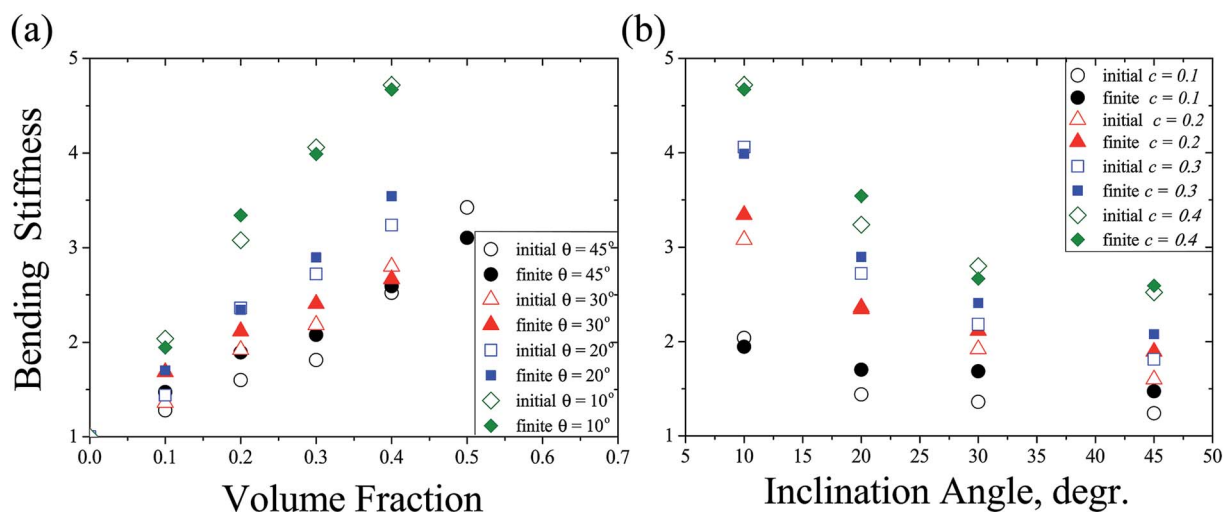 (a)
Bending Stiffness
5
4
3
2
1
0.0 0.1 0.2 0.3 0.4 0.5 0.6 0.7
Volume Fraction
initial θ = 45°
finite θ = 45°
initial θ = 30°
finite θ = 30°
initial θ = 20°
finite θ = 20°
initial θ = 10°
finite θ = 10°
(b)
5
4
3
2
1
5 10 15 20 25 30 35 40 45 50
Inclination Angle, degr.
initial c = 0.1
finite c = 0.1
initial c = 0.2
finite c = 0.2
initial c = 0.3
finite c = 0.3
initial c = 0.4
finite c = 0.4